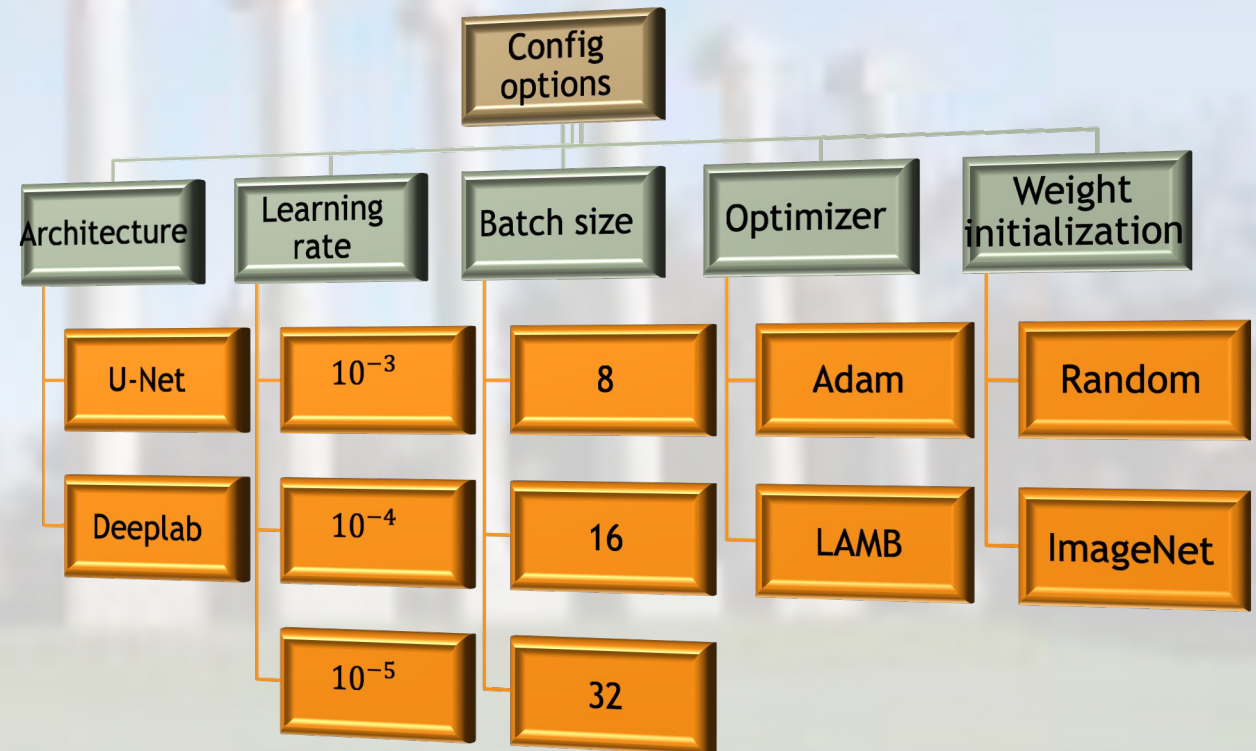 Config
options
Architecture
Learning
rate
Batch size
Optimizer
Weight
initialization
U-Net
10⁻³
8
Adam
Random
Deeplab
10⁻⁴
16
LAMB
ImageNet
10⁻⁵
32